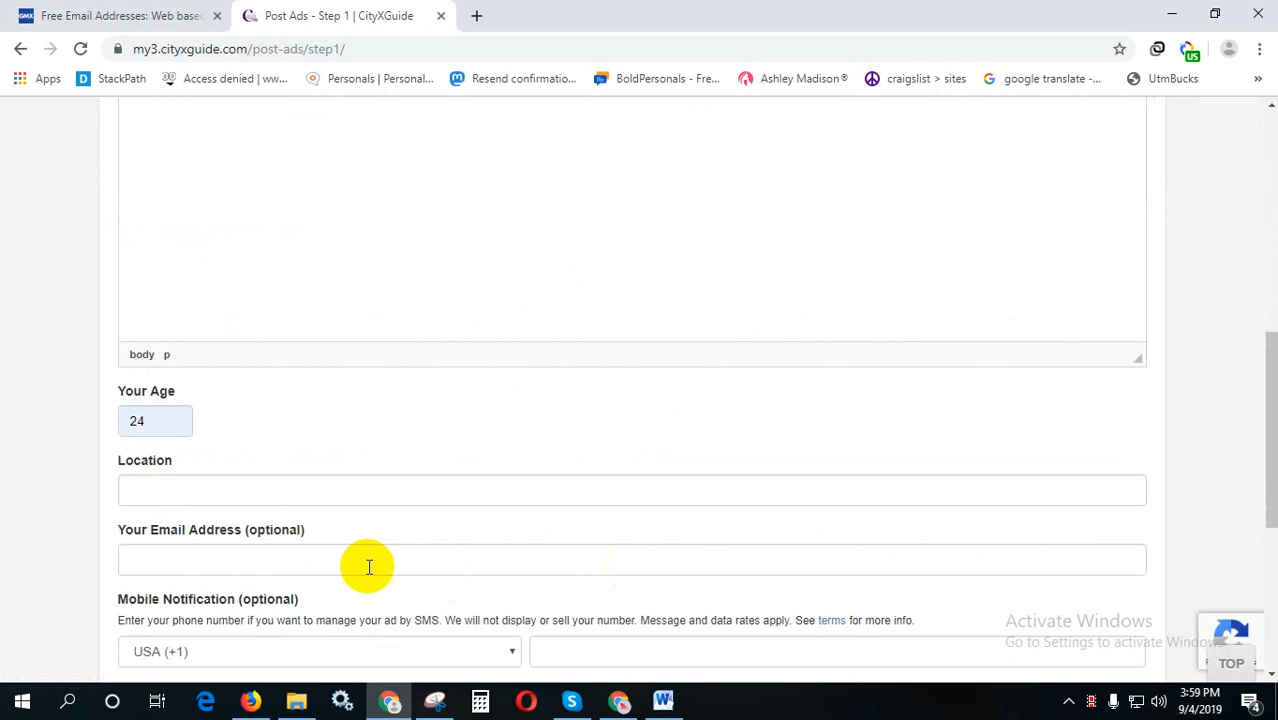 Free Email Addresses: Web base
Post Ads - Step 1 | CityXGuide
my3.cityxguide.com/post-ads/step1/
US
Apps
StackPath
Access denied | ww...
Personals | Personal...
Resend confirmatio...
BoldPersonals - Fre...
Ashley Madison®
craigslist > sites
google translate -...
UtmBucks
»
body p
Your Age
24
Location
Your Email Address (optional)
Mobile Notification (optional)
Enter your phone number if you want to manage your ad by SMS. We will not display or sell your number. Message and data rates apply. See terms for more info.
USA (+1)
Activate Windows
Go to Settings to activate Windows.
TOP
3:59 PM
9/4/2019
4